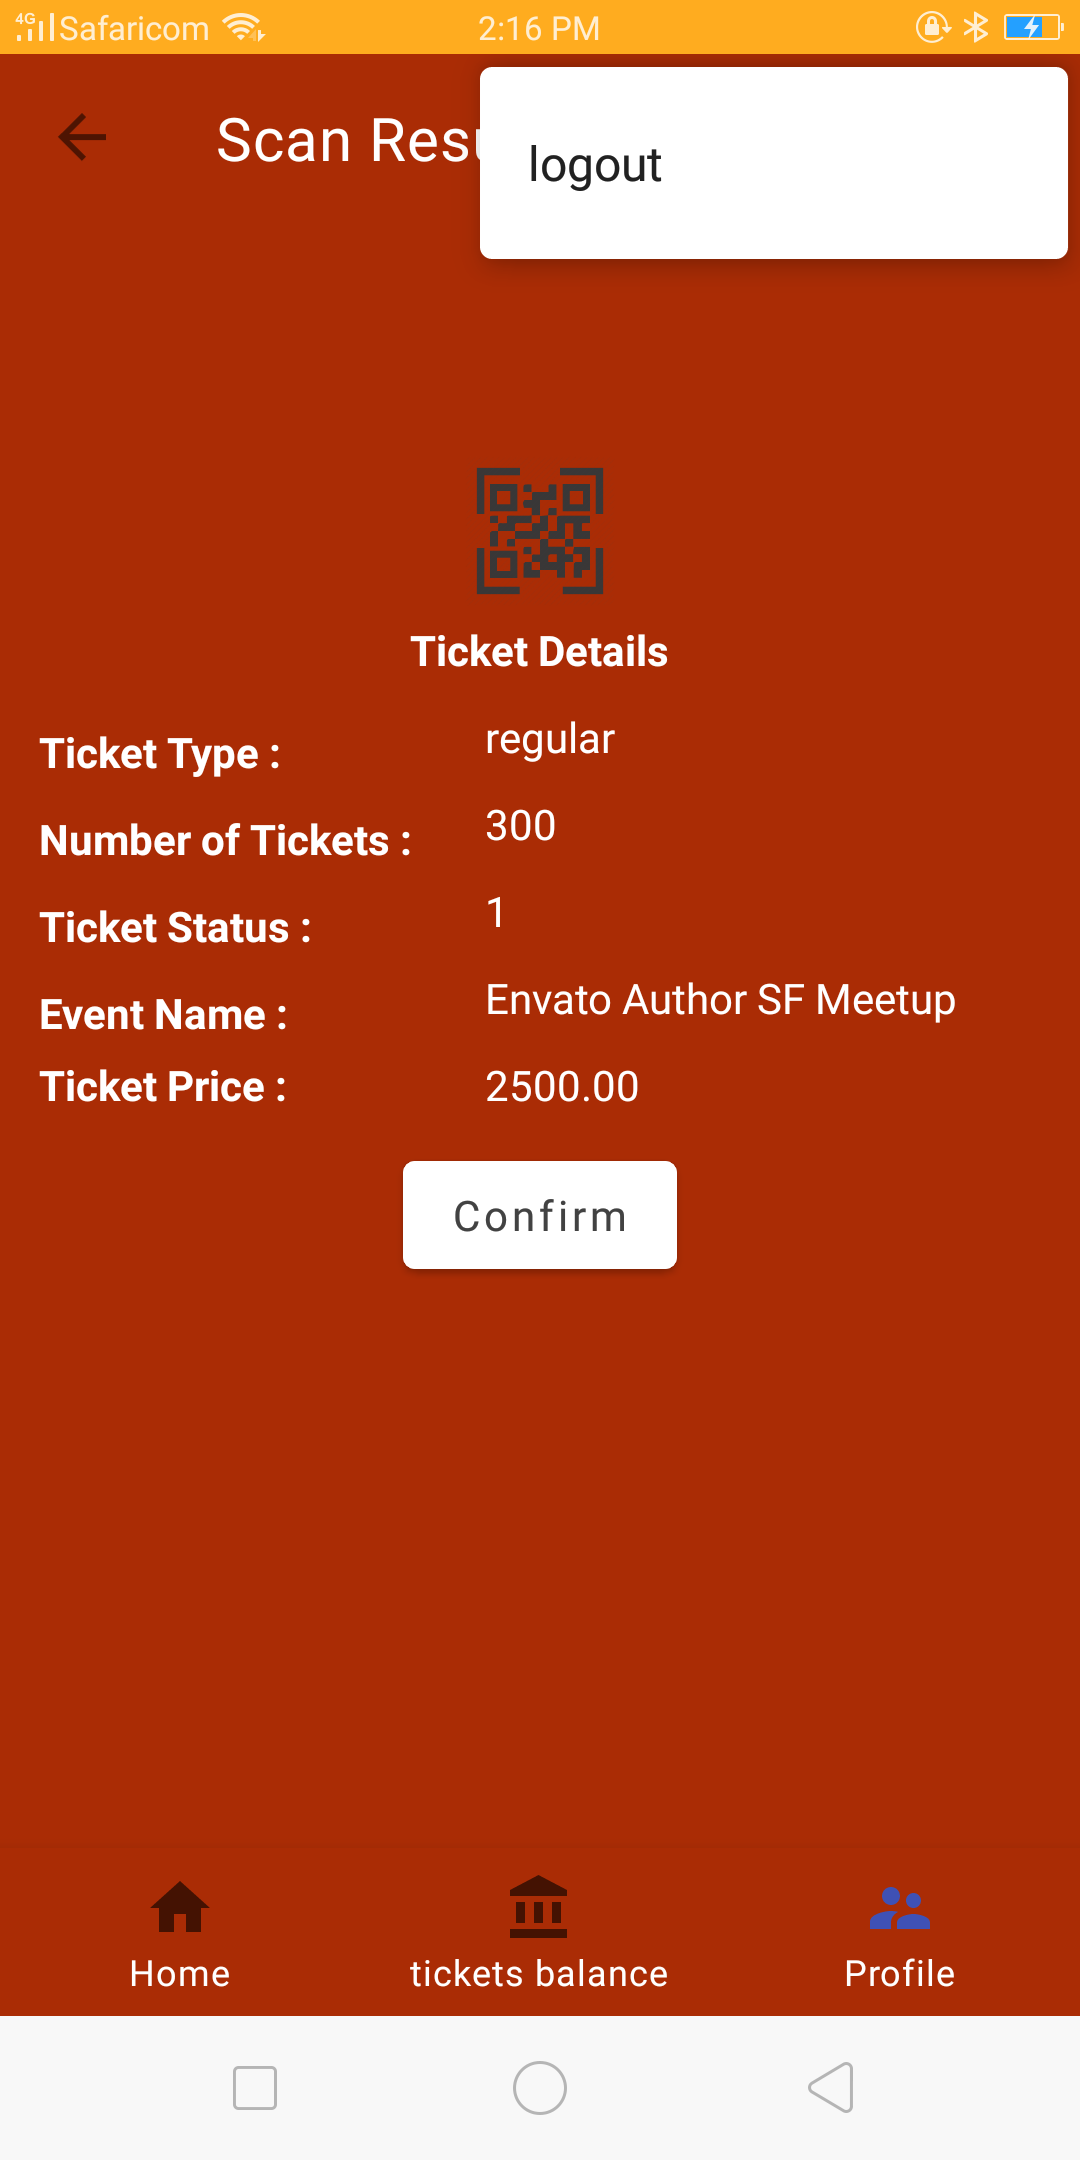 4G Safaricom 2:16 PM
Scan Resu
logout
Ticket Details
Ticket Type : regular
Number of Tickets : 300
Ticket Status : 1
Event Name : Envato Author SF Meetup
Ticket Price : 2500.00
Confirm
Home tickets balance Profile